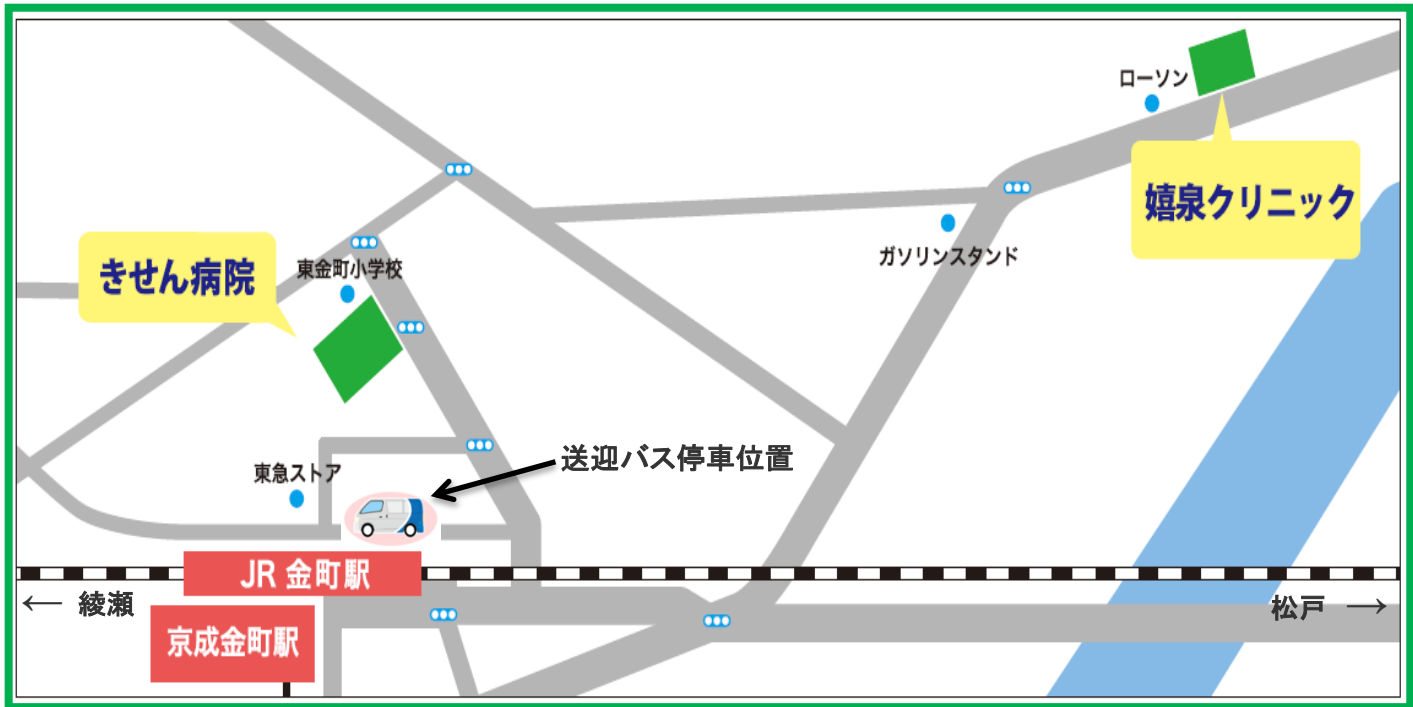 ローソン
嬉泉クリニック
ガソリンスタンド
きせん病院
東金町小学校
送迎バス停車位置
東急ストア
JR 金町駅
← 綾瀬
松戸 →
京成金町駅